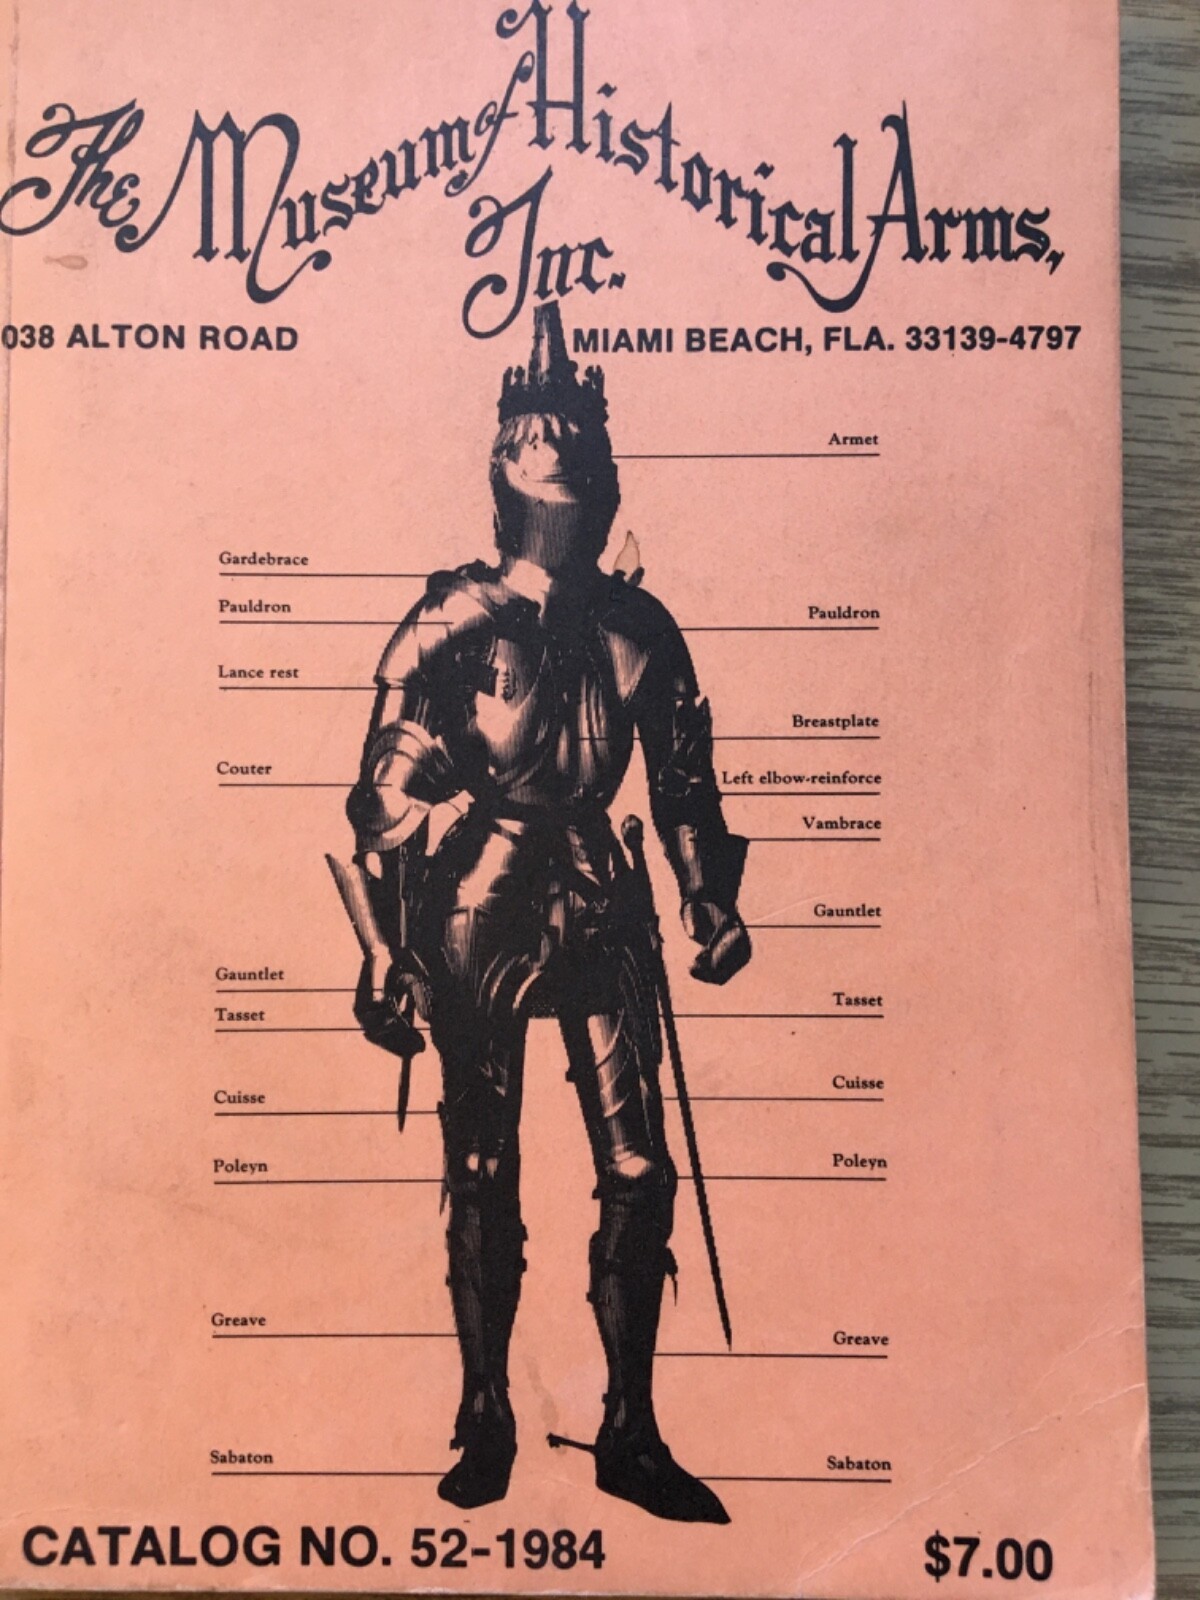 The Museum of Historical Arms,
Inc.
038 ALTON ROAD
MIAMI BEACH, FLA. 33139-4797
Armet
Gardebrace
Pauldron
Pauldron
Lance rest
Breastplate
Couter
Left elbow-reinforce
Vambrace
Gauntlet
Gauntlet
Tasset
Tasset
Cuisse
Cuisse
Poleyn
Poleyn
Greave
Greave
Sabaton
Sabaton
CATALOG NO. 52-1984
$7.00